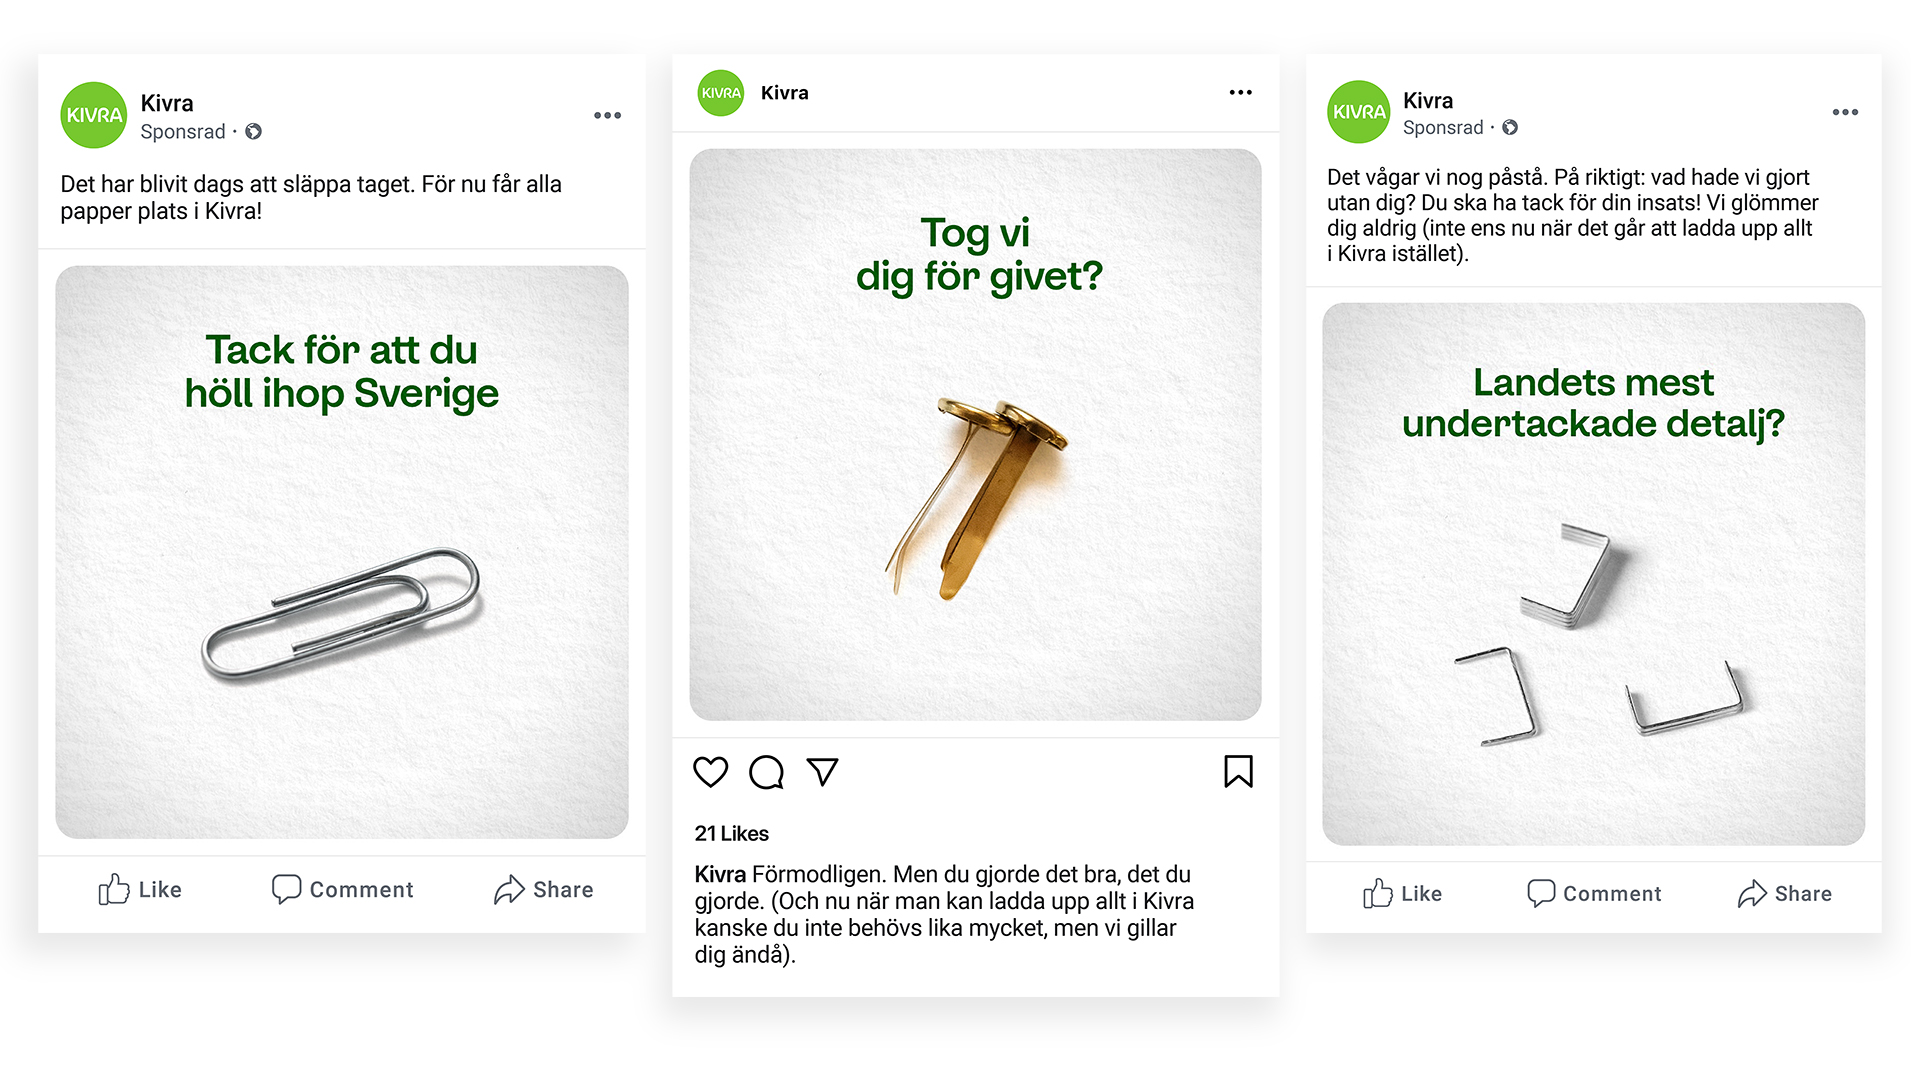 KIVRA
Kivra
Sponsrad ·
Det har blivit dags att släppa taget. För nu får alla
papper plats i Kivra!
Tack för att du
höll ihop Sverige
Like
Comment
Share
KIVRA
Kivra
Tog vi
dig för givet?
21 Likes
Kivra Förmodligen. Men du gjorde det bra, det du
gjorde. (Och nu när man kan ladda upp allt i Kivra
kanske du inte behövs lika mycket, men vi gillar
dig ändå).
KIVRA
Kivra
Sponsrad ·
Det vågar vi nog påstå. På riktigt: vad hade vi gjort
utan dig? Du ska ha tack för din insats! Vi glömmer
dig aldrig (inte ens nu när det går att ladda upp allt
i Kivra istället).
Landets mest
undertackade detalj?
Like
Comment
Share